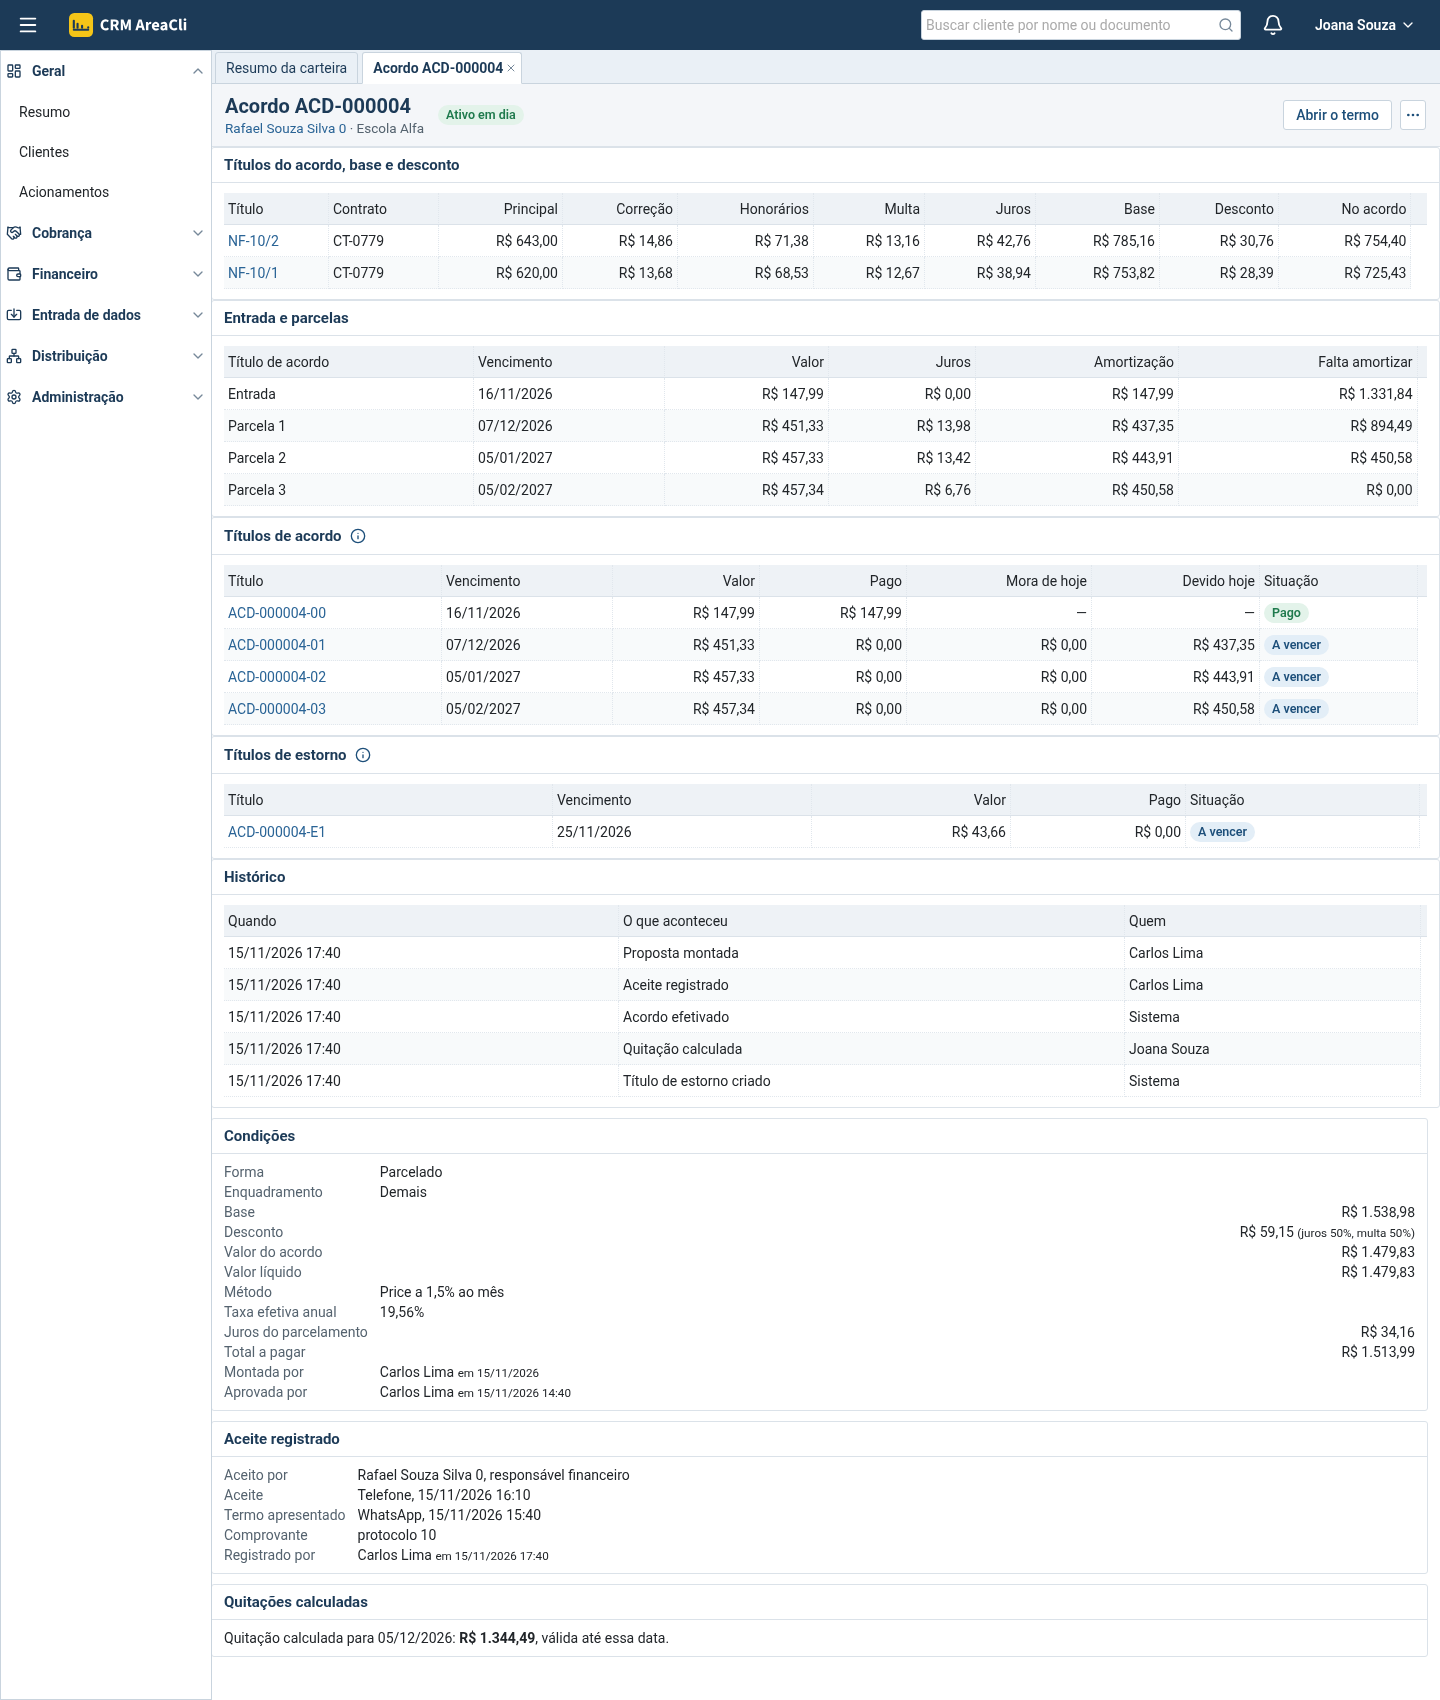 CRM AreaCli
Buscar cliente por nome ou documento
Joana Souza
Geral
Resumo
Clientes
Acionamentos
Cobrança
Financeiro
Entrada de dados
Distribuição
Administração
Resumo da carteira
Acordo ACD-000004 ×
Acordo ACD-000004
Rafael Souza Silva 0 · Escola Alfa
Ativo em dia
Abrir o termo
...
Títulos do acordo, base e desconto
Título Contrato Principal Correção Honorários Multa Juros Base Desconto No acordo
NF-10/2 CT-0779 R$ 643,00 R$ 14,86 R$ 71,38 R$ 13,16 R$ 42,76 R$ 785,16 R$ 30,76 R$ 754,40
NF-10/1 CT-0779 R$ 620,00 R$ 13,68 R$ 68,53 R$ 12,67 R$ 38,94 R$ 753,82 R$ 28,39 R$ 725,43
Entrada e parcelas
Título de acordo Vencimento Valor Juros Amortização Falta amortizar
Entrada 16/11/2026 R$ 147,99 R$ 0,00 R$ 147,99 R$ 1.331,84
Parcela 1 07/12/2026 R$ 451,33 R$ 13,98 R$ 437,35 R$ 894,49
Parcela 2 05/01/2027 R$ 457,33 R$ 13,42 R$ 443,91 R$ 450,58
Parcela 3 05/02/2027 R$ 457,34 R$ 6,76 R$ 450,58 R$ 0,00
Títulos de acordo
Título Vencimento Valor Pago Mora de hoje Devido hoje Situação
ACD-000004-00 16/11/2026 R$ 147,99 R$ 147,99 — — Pago
ACD-000004-01 07/12/2026 R$ 451,33 R$ 0,00 R$ 0,00 R$ 437,35 A vencer
ACD-000004-02 05/01/2027 R$ 457,33 R$ 0,00 R$ 0,00 R$ 443,91 A vencer
ACD-000004-03 05/02/2027 R$ 457,34 R$ 0,00 R$ 0,00 R$ 450,58 A vencer
Títulos de estorno
Título Vencimento Valor Pago Situação
ACD-000004-E1 25/11/2026 R$ 43,66 R$ 0,00 A vencer
Histórico
Quando O que aconteceu Quem
15/11/2026 17:40 Proposta montada Carlos Lima
15/11/2026 17:40 Aceite registrado Carlos Lima
15/11/2026 17:40 Acordo efetivado Sistema
15/11/2026 17:40 Quitação calculada Joana Souza
15/11/2026 17:40 Título de estorno criado Sistema
Condições
Forma Parcelado
Enquadramento Demais
Base R$ 1.538,98
Desconto R$ 59,15 (juros 50%, multa 50%)
Valor do acordo R$ 1.479,83
Valor líquido R$ 1.479,83
Método Price a 1,5% ao mês
Taxa efetiva anual 19,56%
Juros do parcelamento R$ 34,16
Total a pagar R$ 1.513,99
Montada por Carlos Lima em 15/11/2026
Aprovada por Carlos Lima em 15/11/2026 14:40
Aceite registrado
Aceito por Rafael Souza Silva 0, responsável financeiro
Aceite Telefone, 15/11/2026 16:10
Termo apresentado WhatsApp, 15/11/2026 15:40
Comprovante protocolo 10
Registrado por Carlos Lima em 15/11/2026 17:40
Quitações calculadas
Quitação calculada para 05/12/2026: R$ 1.344,49, válida até essa data.